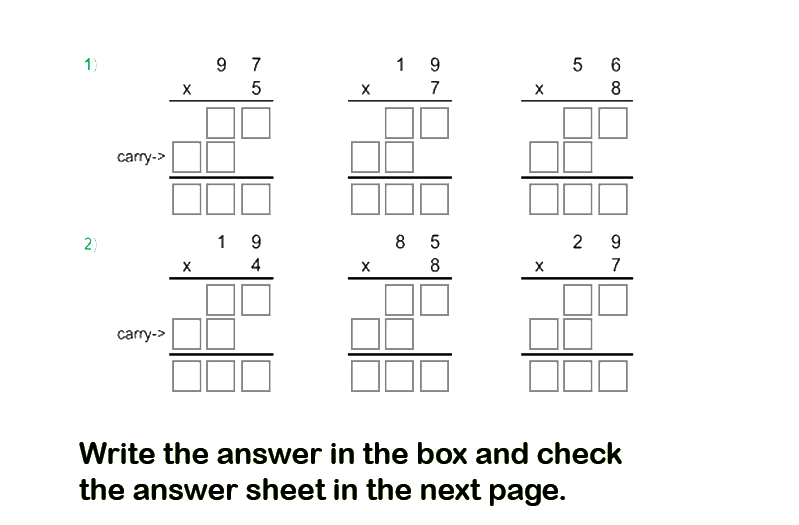 1) 9 7 1 9 5 6
x 5 x 7 x 8
carry->
2) 1 9 8 5 2 9
x 4 x 8 x 7
carry->
Write the answer in the box and check
the answer sheet in the next page.